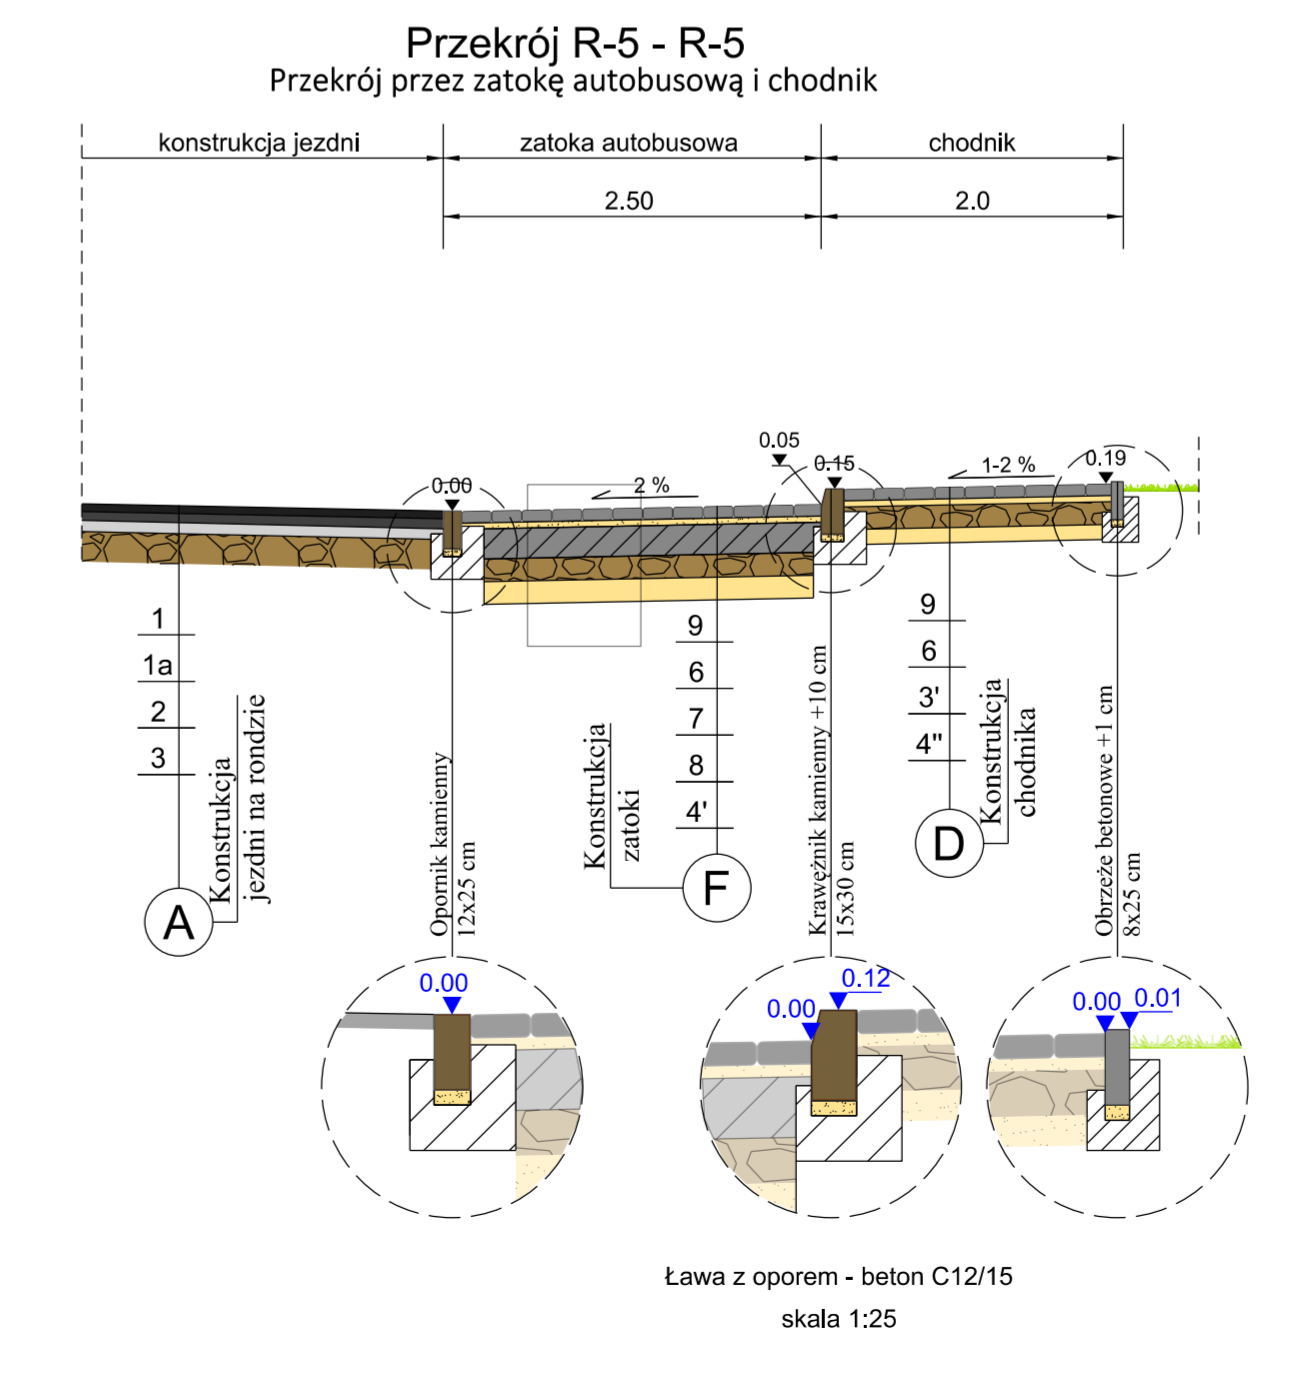 Przekrój R-5 - R-5
Przekrój przez zatokę autobusową i chodnik
konstrukcja jezdni
zatoka autobusowa
chodnik
2.50
2.0
0.00
2 %
0.05
0.15
1-2 %
0.19
1
1a
2
3
Konstrukcja
jezdni na rondzie
A
Opornik kamienny
12x25 cm
9
6
7
8
4'
Konstrukcja
zatoki
F
Krawężnik kamienny +10 cm
15x30 cm
9
6
3'
4"
Konstrukcja
chodnika
D
Obrzeże betonowe +1 cm
8x25 cm
0.00
0.00
0.12
0.00
0.01
Ława z oporem - beton C12/15
skala 1:25